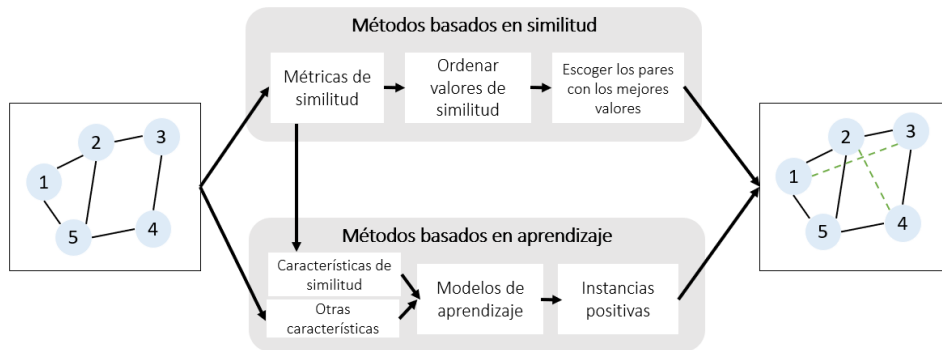 Métodos basados en similitud
Métricas de
similitud
Ordenar
valores de
similitud
Escoger los pares
con los mejores
valores
1
2
3
4
5
Métodos basados en aprendizaje
Características de
similitud
Otras
características
Modelos de
aprendizaje
Instancias
positivas
1
2
3
4
5